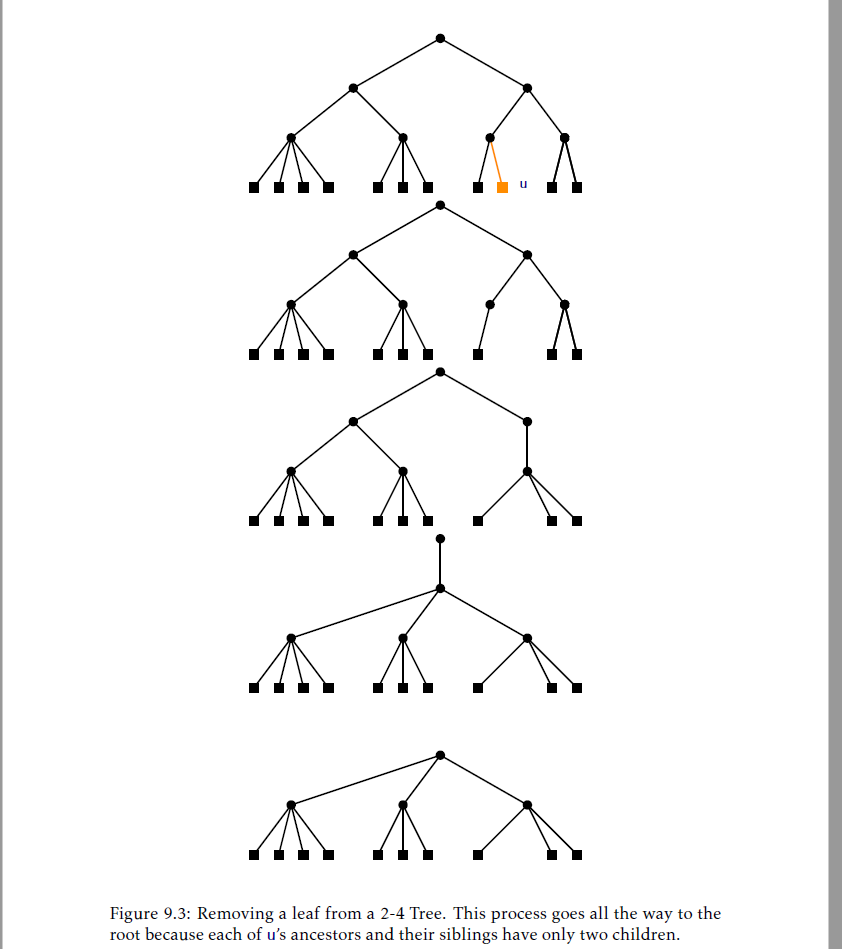 u
Figure 9.3: Removing a leaf from a 2-4 Tree. This process goes all the way to the
root because each of u’s ancestors and their siblings have only two children.